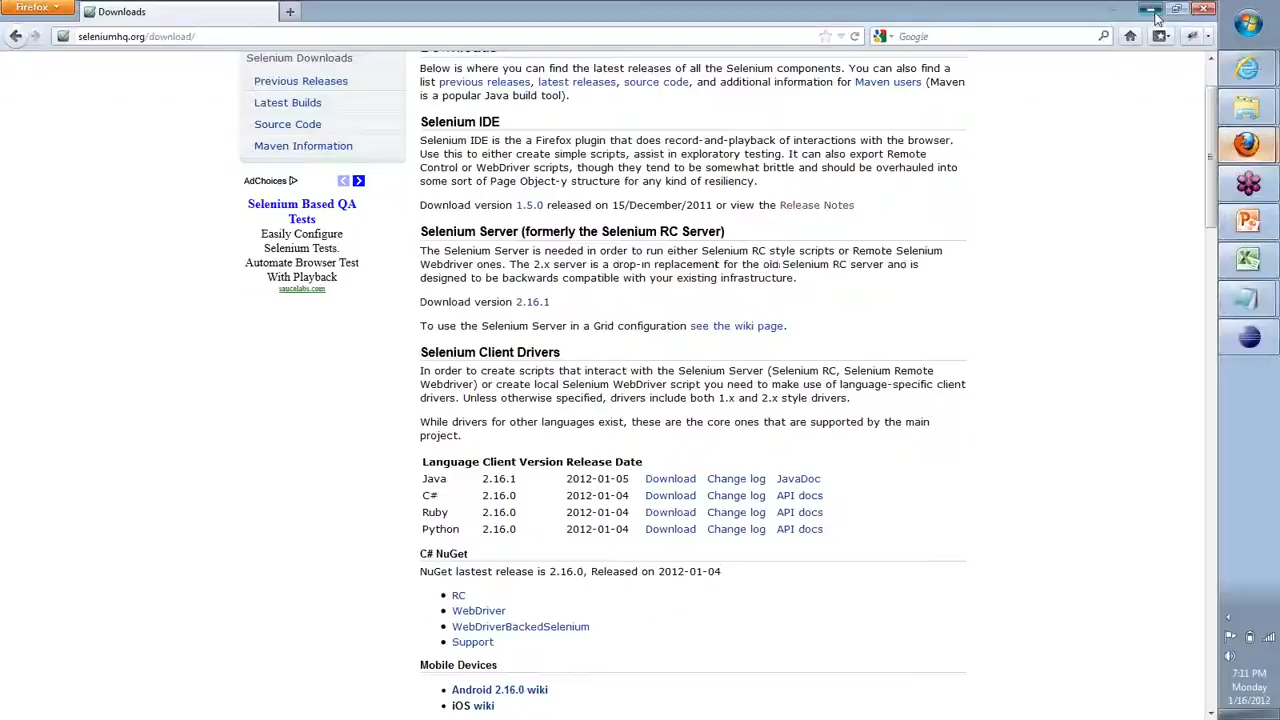 Firefox
Downloads
seleniumhq.org/download/
Google
Selenium Downloads
Previous Releases
Latest Builds
Source Code
Maven Information
AdChoices
Selenium Based QA
Tests
Easily Configure
Selenium Tests.
Automate Browser Test
With Playback
saucelabs.com
Downloads
Below is where you can find the latest releases of all the Selenium components. You can also find a
list previous releases, latest releases, source code, and additional information for Maven users (Maven
is a popular Java build tool).
Selenium IDE
Selenium IDE is the a Firefox plugin that does record-and-playback of interactions with the browser.
Use this to either create simple scripts, assist in exploratory testing. It can also export Remote
Control or WebDriver scripts, though they tend to be somewhat brittle and should be overhauled into
some sort of Page Object-y structure for any kind of resiliency.
Download version 1.5.0 released on 15/December/2011 or view the Release Notes
Selenium Server (formerly the Selenium RC Server)
The Selenium Server is needed in order to run either Selenium RC style scripts or Remote Selenium
Webdriver ones. The 2.x server is a drop-in replacement for the old Selenium RC server and is
designed to be backwards compatible with your existing infrastructure.
Download version 2.16.1
To use the Selenium Server in a Grid configuration see the wiki page.
Selenium Client Drivers
In order to create scripts that interact with the Selenium Server (Selenium RC, Selenium Remote
Webdriver) or create local Selenium WebDriver script you need to make use of language-specific client
drivers. Unless otherwise specified, drivers include both 1.x and 2.x style drivers.
While drivers for other languages exist, these are the core ones that are supported by the main
project.
Language Client Version Release Date
Java 2.16.1 2012-01-05 Download Change log JavaDoc
C# 2.16.0 2012-01-04 Download Change log API docs
Ruby 2.16.0 2012-01-04 Download Change log API docs
Python 2.16.0 2012-01-04 Download Change log API docs
C# NuGet
NuGet lastest release is 2.16.0, Released on 2012-01-04
RC
WebDriver
WebDriverBackedSelenium
Support
Mobile Devices
Android 2.16.0 wiki
iOS wiki
7:11 PM
Monday
1/16/2012